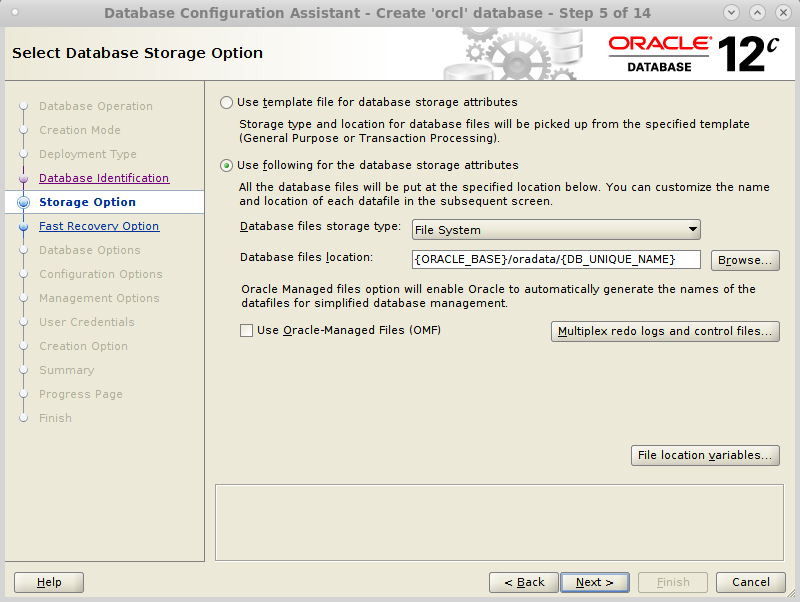 Database Configuration Assistant - Create 'orcl' database - Step 5 of 14
Select Database Storage Option
ORACLE®
DATABASE
12c
Database Operation
Creation Mode
Deployment Type
Database Identification
Storage Option
Fast Recovery Option
Database Options
Configuration Options
Management Options
User Credentials
Creation Option
Summary
Progress Page
Finish
Use template file for database storage attributes
Storage type and location for database files will be picked up from the specified template
(General Purpose or Transaction Processing).
Use following for the database storage attributes
All the database files will be put at the specified location below. You can customize the name
and location of each datafile in the subsequent screen.
Database files storage type: File System
Database files location: {ORACLE_BASE}/oradata/{DB_UNIQUE_NAME} Browse...
Oracle Managed files option will enable Oracle to automatically generate the names of the
datafiles for simplified database management.
Use Oracle-Managed Files (OMF) Multiplex redo logs and control files...
File location variables...
Help < Back Next > Finish Cancel